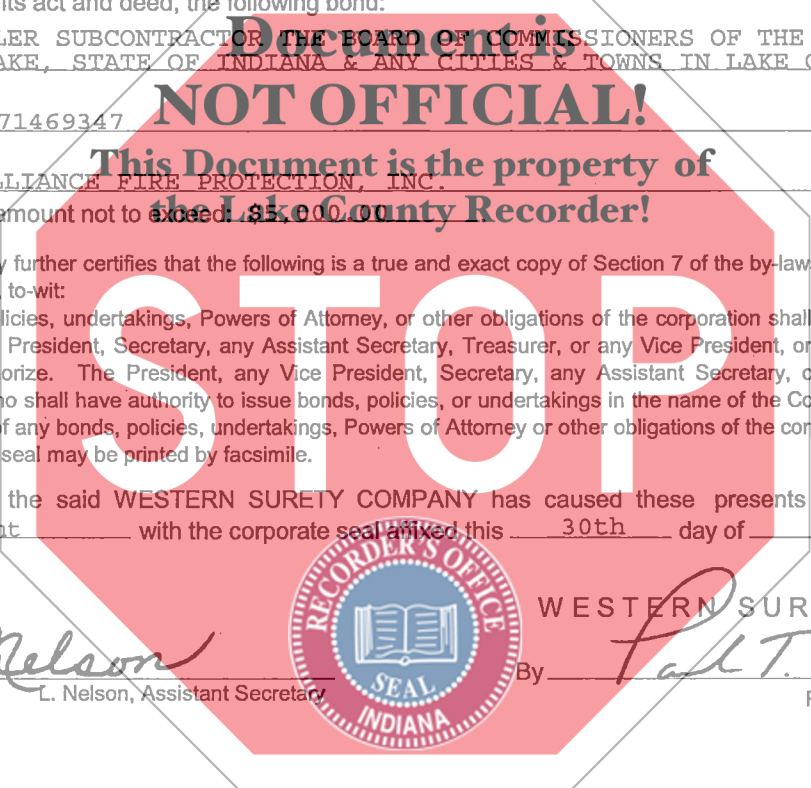 its act and deed, the following bond:
LER SUBCONTRACTOR THE BOARD OF COMMISSIONERS OF THE
Document is
AKE, STATE OF INDIANA & ANY CITIES & TOWNS IN LAKE
NOT OFFICIAL!
71469347
This Document is the property of
LLIANCE FIRE PROTECTION, INC.
the Lake County Recorder!
amount not to exceed: $5,000.00
y further certifies that the following is a true and exact copy of Section 7 of the by-law
, to-wit:
licies, undertakings, Powers of Attorney, or other obligations of the corporation shall
President, Secretary, any Assistant Secretary, Treasurer, or any Vice President, or
orize. The President, any Vice President, Secretary, any Assistant Secretary, o
ho shall have authority to issue bonds, policies, or undertakings in the name of the Co
of any bonds, policies, undertakings, Powers of Attorney or other obligations of the cor
seal may be printed by facsimile.
STOP
the said WESTERN SURETY COMPANY has caused these presents
nt with the corporate seal affixed this 30th day of
RECORDER'S OFFICE
SEAL
INDIANA
WESTERN SUR
Nelson
By Paul T.
L. Nelson, Assistant Secretary